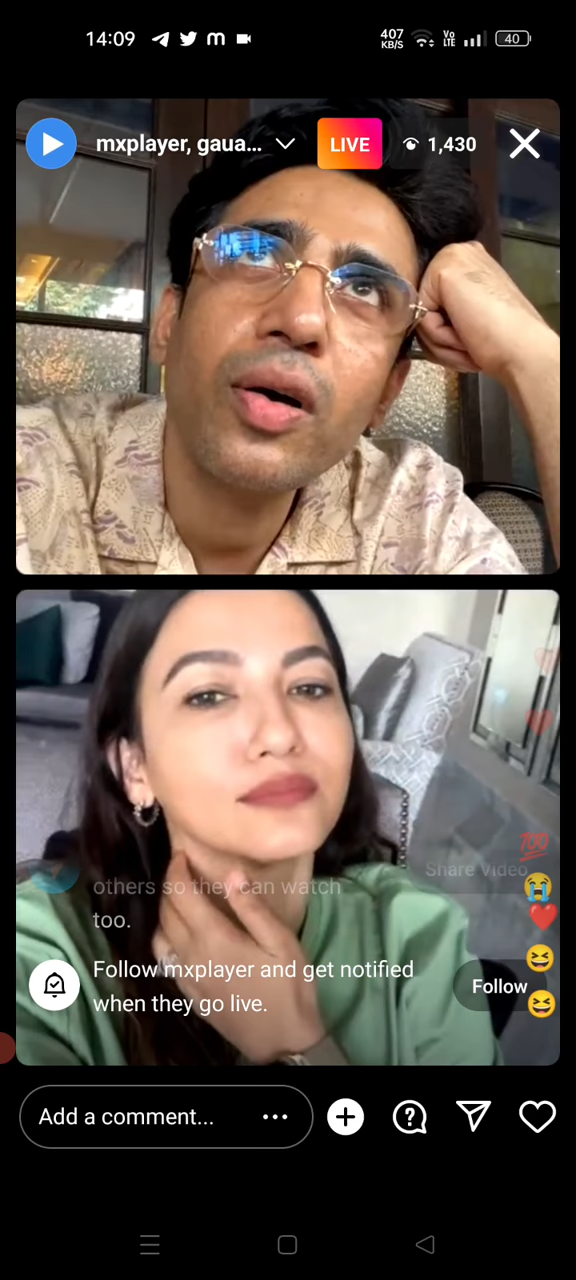 14:09
407
KB/S
Vo
LTE
40
mxplayer, gaua...
LIVE
1,430
Share Video
100
others so they can watch
too.
Follow mxplayer and get notified
when they go live.
Follow
Add a comment...